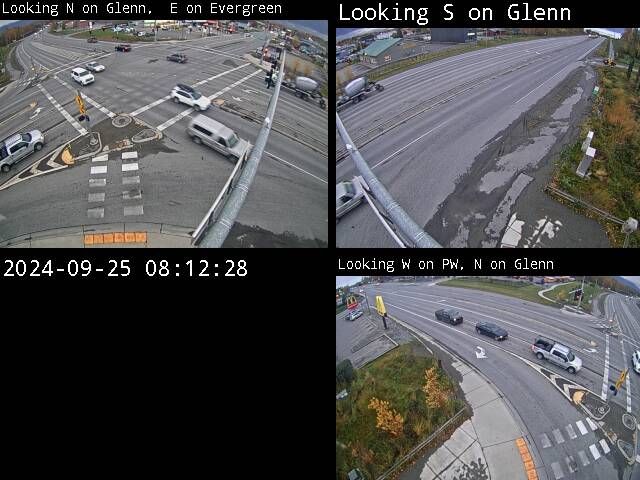 Looking N on Glenn,  E on Evergreen
Looking S on Glenn
2024-09-25 08:12:28
Looking W on PW, N on Glenn